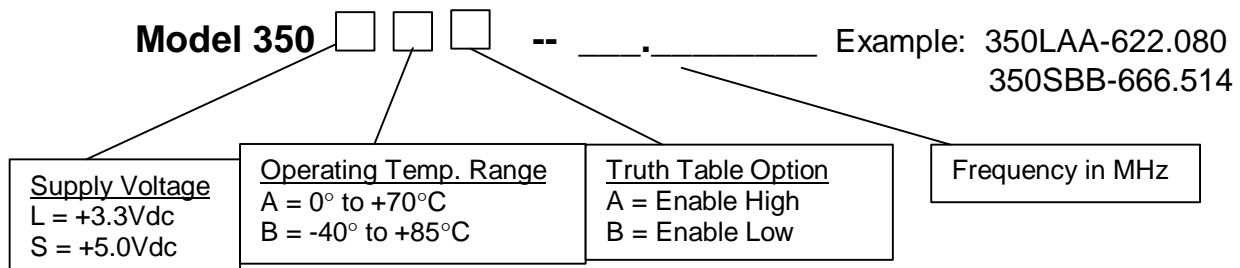 Model 350 -- ___.________ Example: 350LAA-622.080
350SBB-666.514
Supply Voltage
L = +3.3Vdc
S = +5.0Vdc
Operating Temp. Range
A = 0° to +70°C
B = -40° to +85°C
Truth Table Option
A = Enable High
B = Enable Low
Frequency in MHz